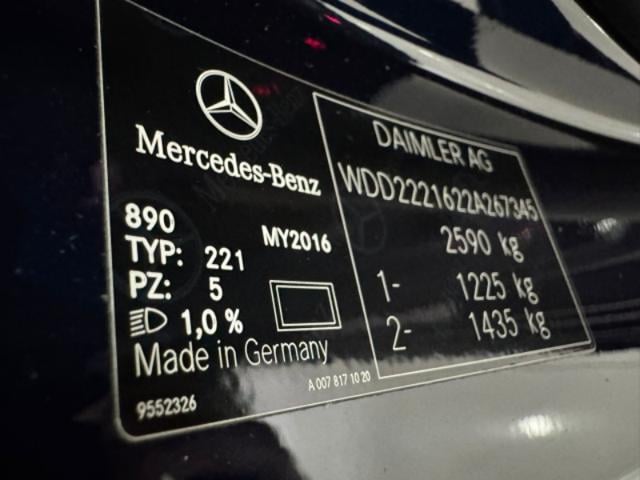 Mercedes-Benz
890
MY2016
TYP: 221
PZ: 5
1,0 %
Made in Germany
A 007 817 10 20
9552326
DAIMLER AG
WDD2221622A267345
2590 kg
1- 1225 kg
2- 1435 kg